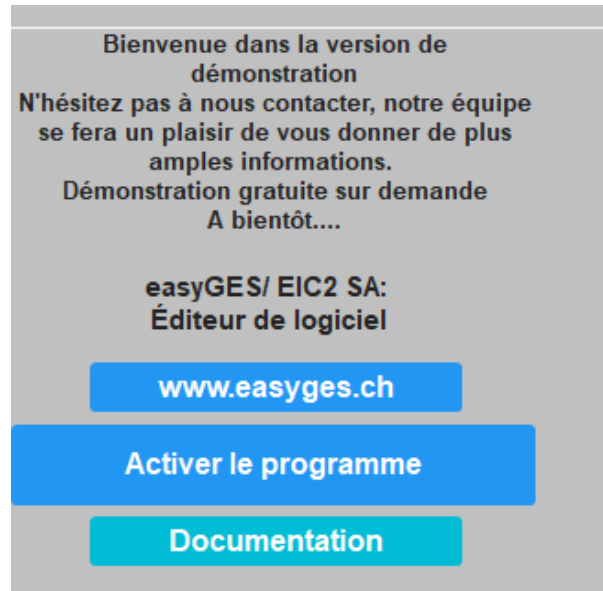 Bienvenue dans la version de
démonstration
N'hésitez pas à nous contacter, notre équipe
se fera un plaisir de vous donner de plus
amples informations.
Démonstration gratuite sur demande
A bientôt....
easyGES/ EIC2 SA:
Éditeur de logiciel
www.easyges.ch
Activer le programme
Documentation